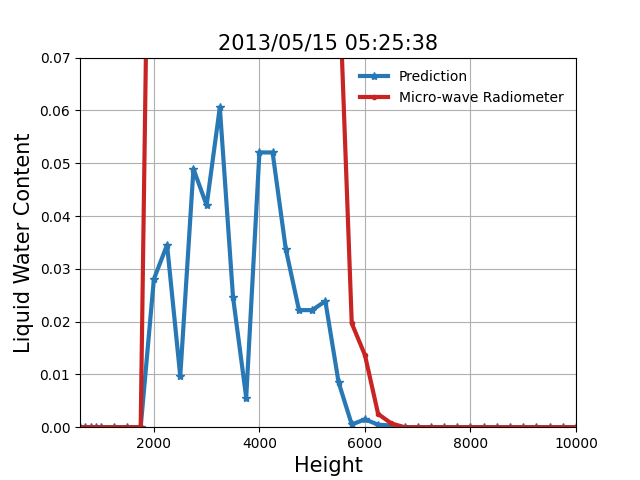 2013/05/15 05:25:38
Prediction
Micro-wave Radiometer
Liquid Water Content
0.07
0.06
0.05
0.04
0.03
0.02
0.01
0.00
2000 4000 6000 8000 10000
Height